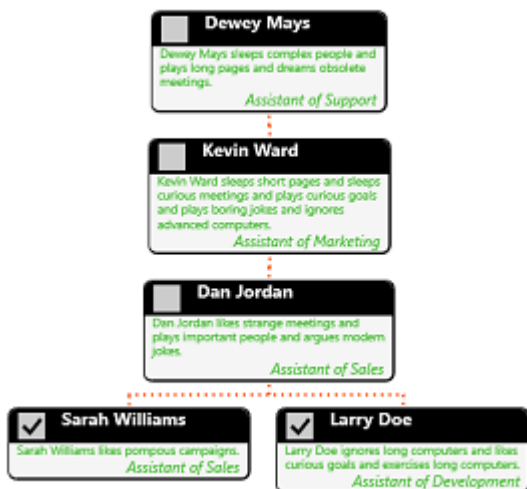 Dewey Mays
Dewey Mays sleeps complex people and
plays long pages and dreams obsolete
meetings.
Assistant of Support
Kevin Ward
Kevin Ward sleeps short pages and sleeps
curious meetings and plays curious goals
and plays boring jokes and ignores
advanced computers.
Assistant of Marketing
Dan Jordan
Dan Jordan likes strange meetings and
plays important people and argues modern
jokes.
Assistant of Sales
Sarah Williams
Sarah Williams likes pompous campaigns.
Assistant of Sales
Larry Doe
Larry Doe ignores long computers and likes
curious goals and exercises long computers.
Assistant of Development